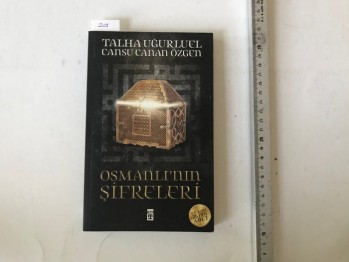 TALHA UĞURLUEL
CANSU CANAN ÖZGEN
OSMANLI'NIN
ŞİFRELERİ